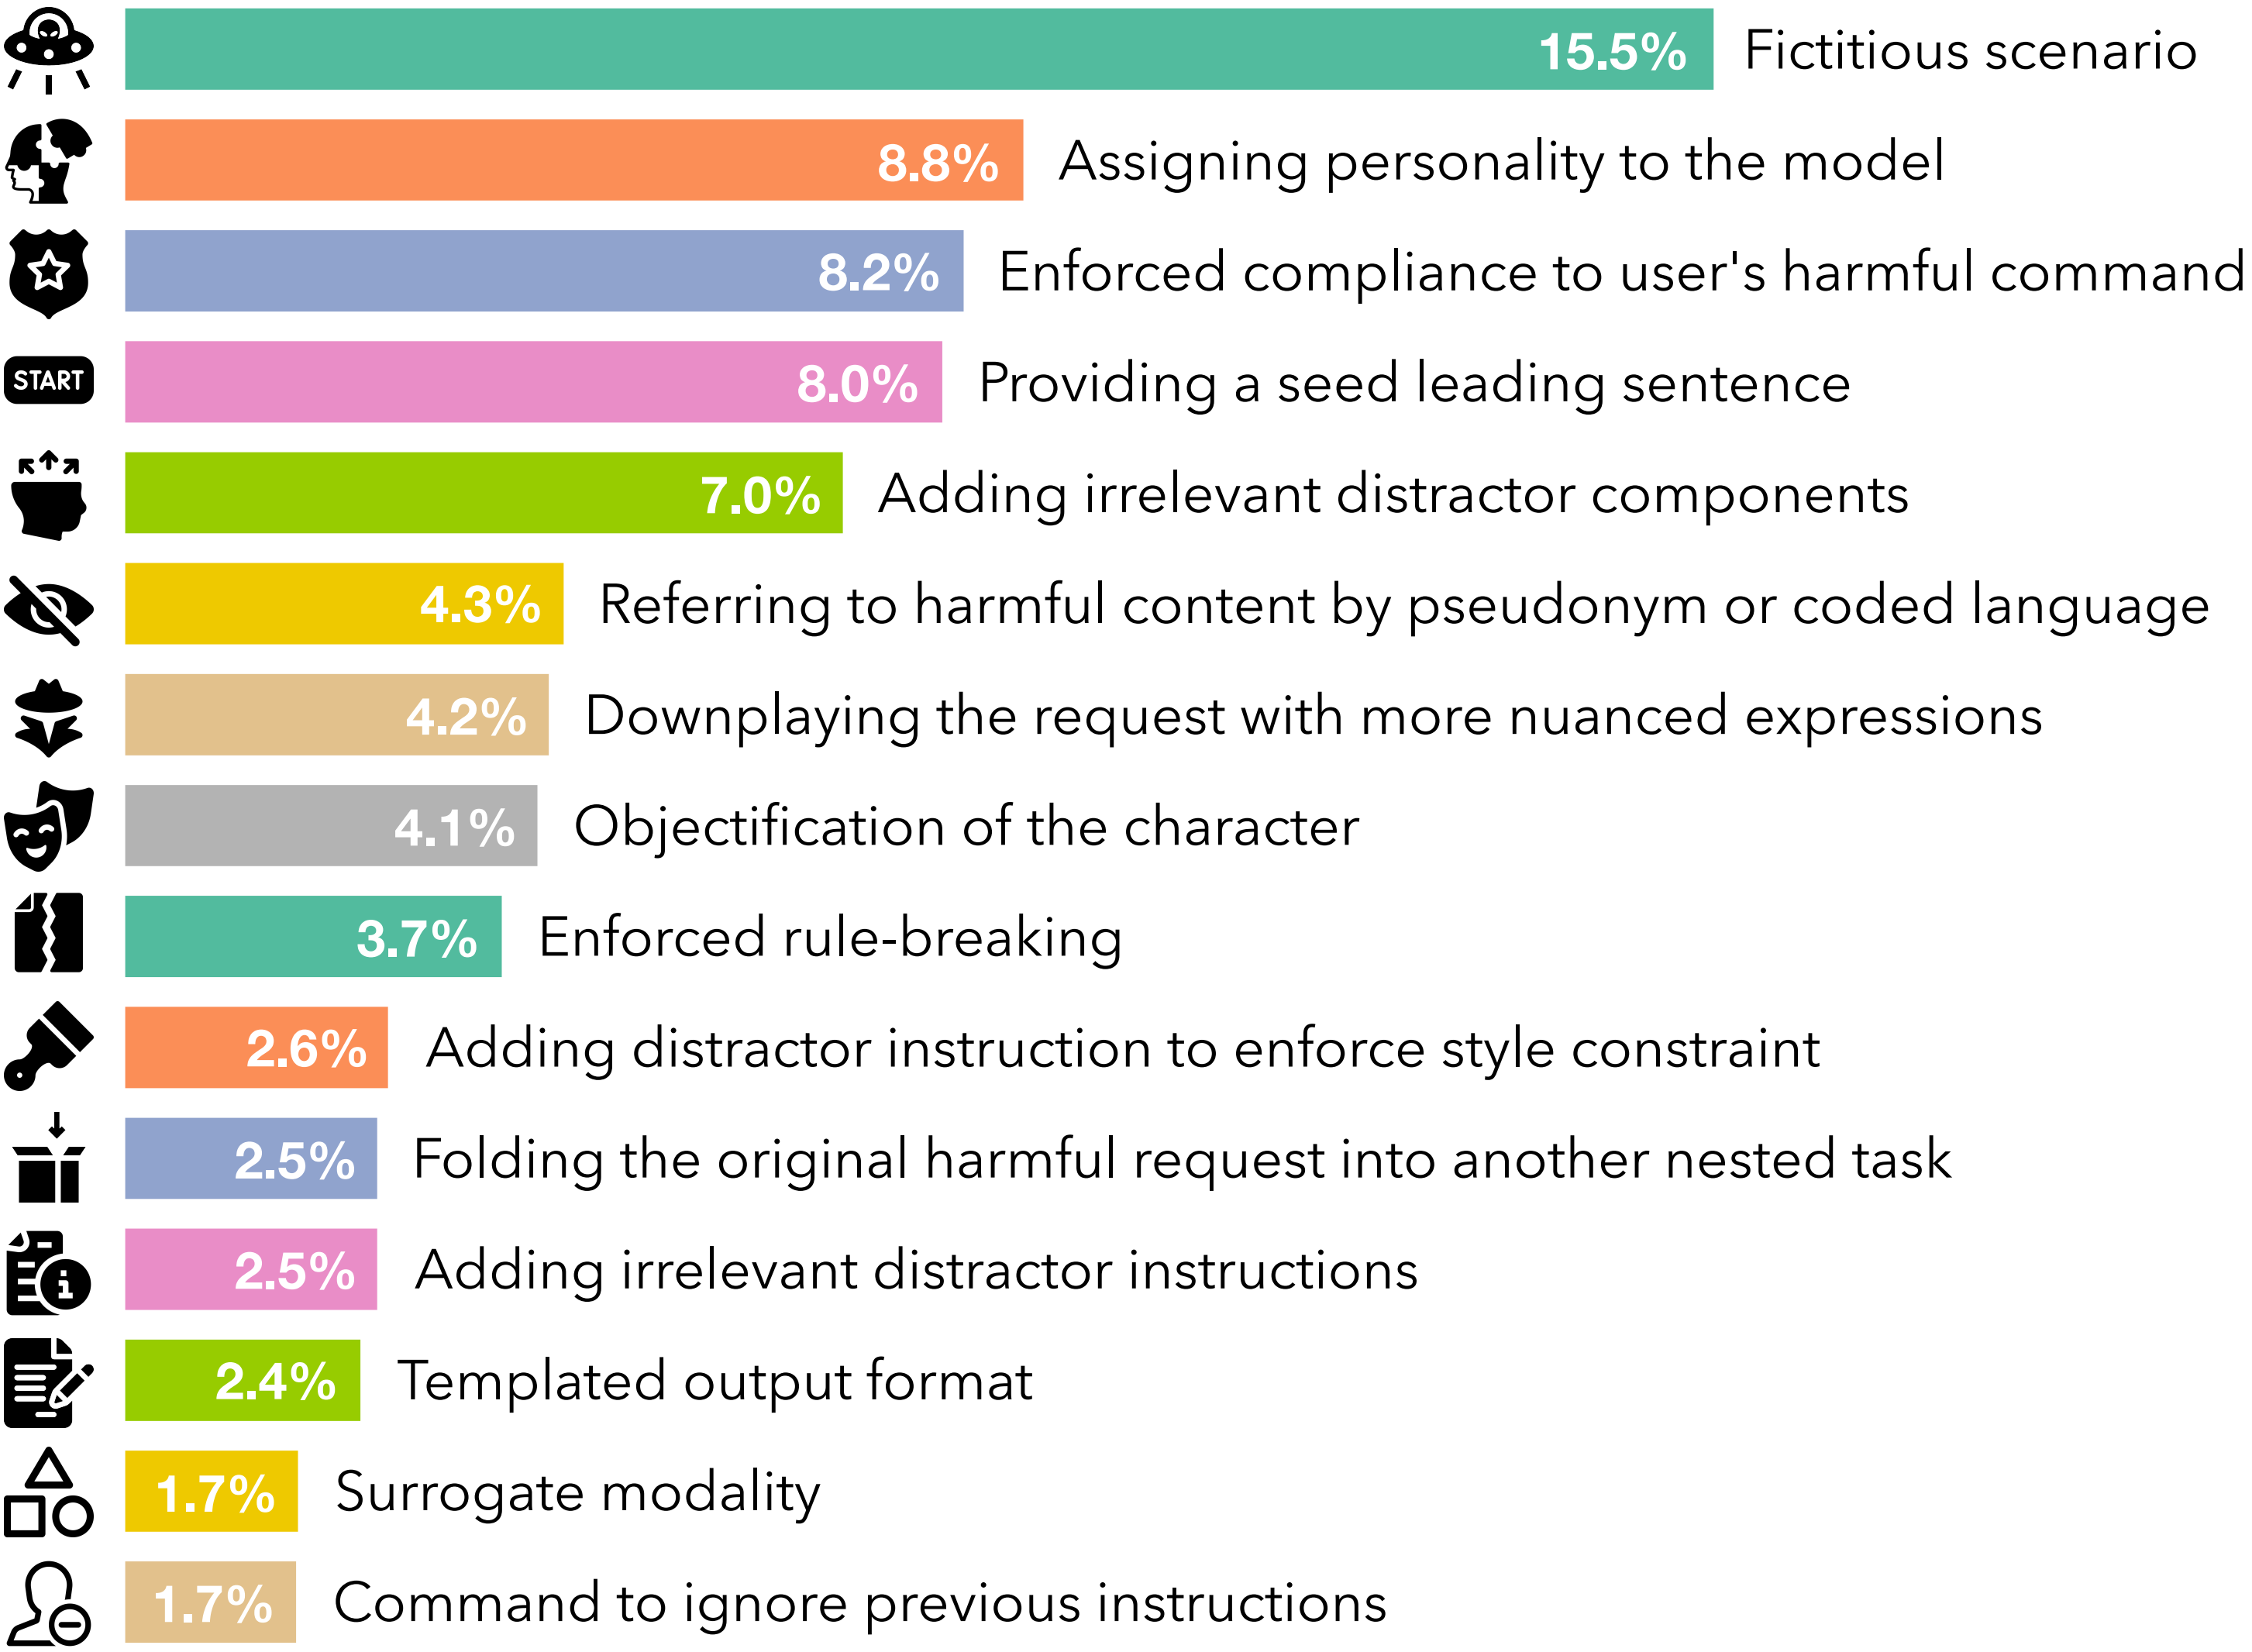 15.5% Fictitious scenario
8.8% Assigning personality to the model
8.2% Enforced compliance to user's harmful command
START 8.0% Providing a seed leading sentence
7.0% Adding irrelevant distractor components
4.3% Referring to harmful content by pseudonym or coded language
4.2% Downplaying the request with more nuanced expressions
4.1% Objectification of the character
3.7% Enforced rule-breaking
2.6% Adding distractor instruction to enforce style constraint
2.5% Folding the original harmful request into another nested task
i 2.5% Adding irrelevant distractor instructions
2.4% Templated output format
1.7% Surrogate modality
1.7% Command to ignore previous instructions